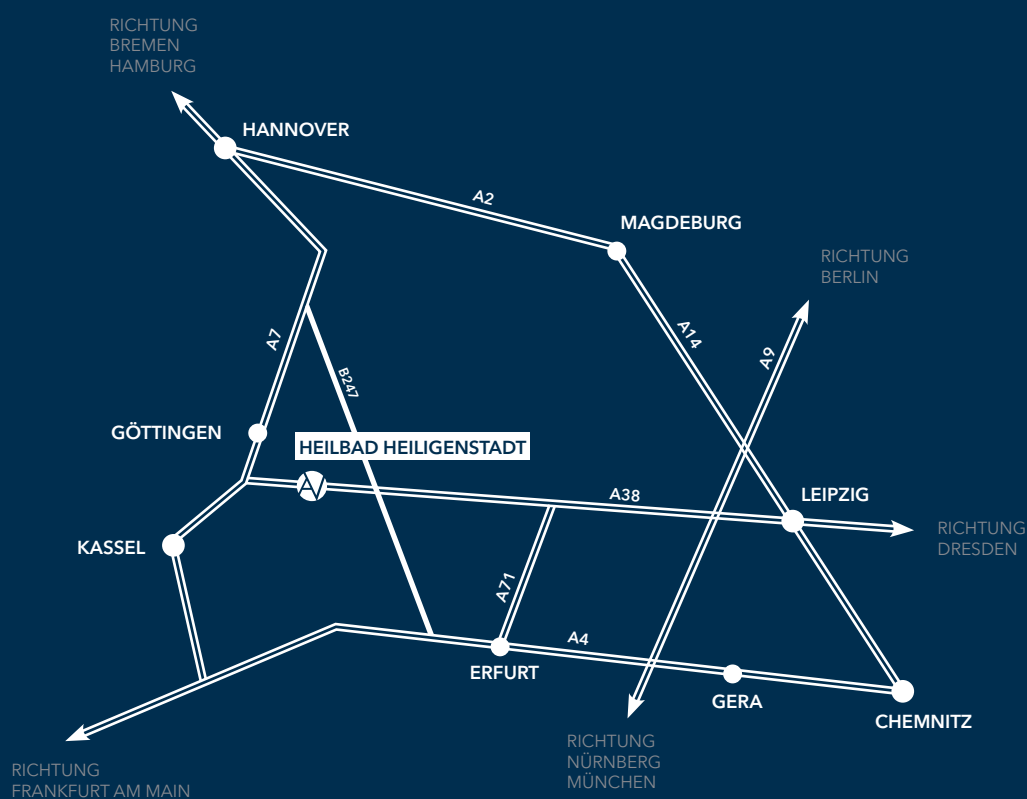 RICHTUNG
BREMEN
HAMBURG
HANNOVER
A2
MAGDEBURG
RICHTUNG
BERLIN
A14
A9
A7
B247
GÖTTINGEN
HEILBAD HEILIGENSTADT
AV
A38
LEIPZIG
RICHTUNG
DRESDEN
KASSEL
A71
A4
ERFURT
GERA
CHEMNITZ
RICHTUNG
NÜRNBERG
MÜNCHEN
RICHTUNG
FRANKFURT AM MAIN